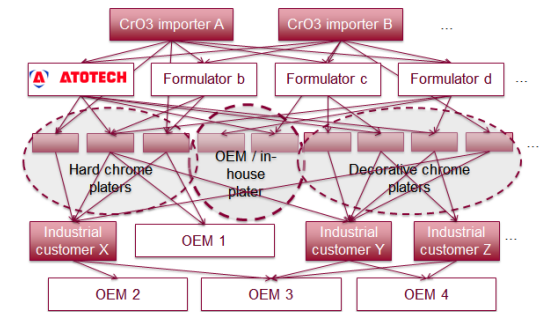 CrO3 importer A
CrO3 importer B
...
ATOTECH
Formulator b
Formulator c
Formulator d
...
Hard chrome
platers
OEM / in-
house
plater
Decorative chrome
platers
...
Industrial
customer X
OEM 1
Industrial
customer Y
Industrial
customer Z
...
OEM 2
OEM 3
OEM 4